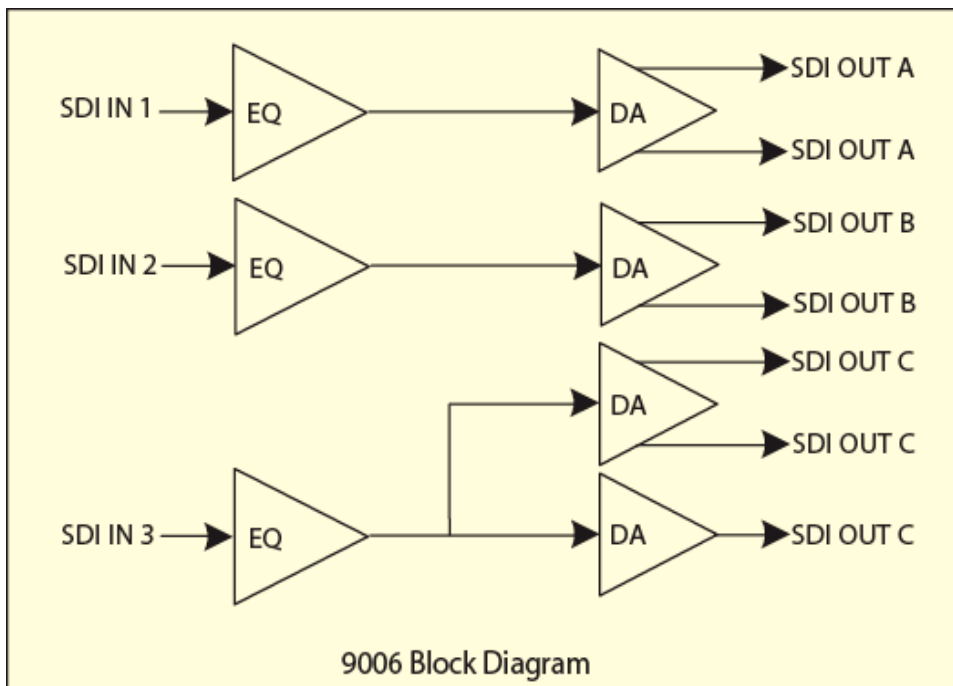 SDI IN 1
EQ
DA
SDI OUT A
SDI OUT A
SDI IN 2
EQ
DA
SDI OUT B
SDI OUT B
SDI IN 3
EQ
DA
SDI OUT C
SDI OUT C
DA
SDI OUT C
9006 Block Diagram